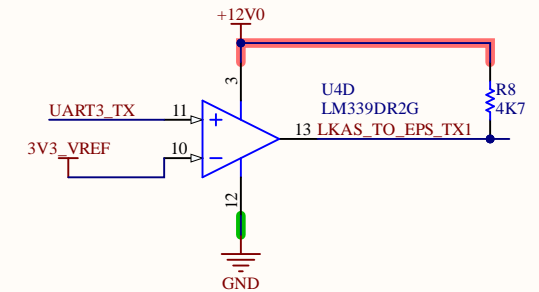 +12V0
3
U4D
LM339DR2G
R8
4K7
UART3_TX
11
+
13
LKAS_TO_EPS_TX1
3V3_VREF
10
−
12
GND